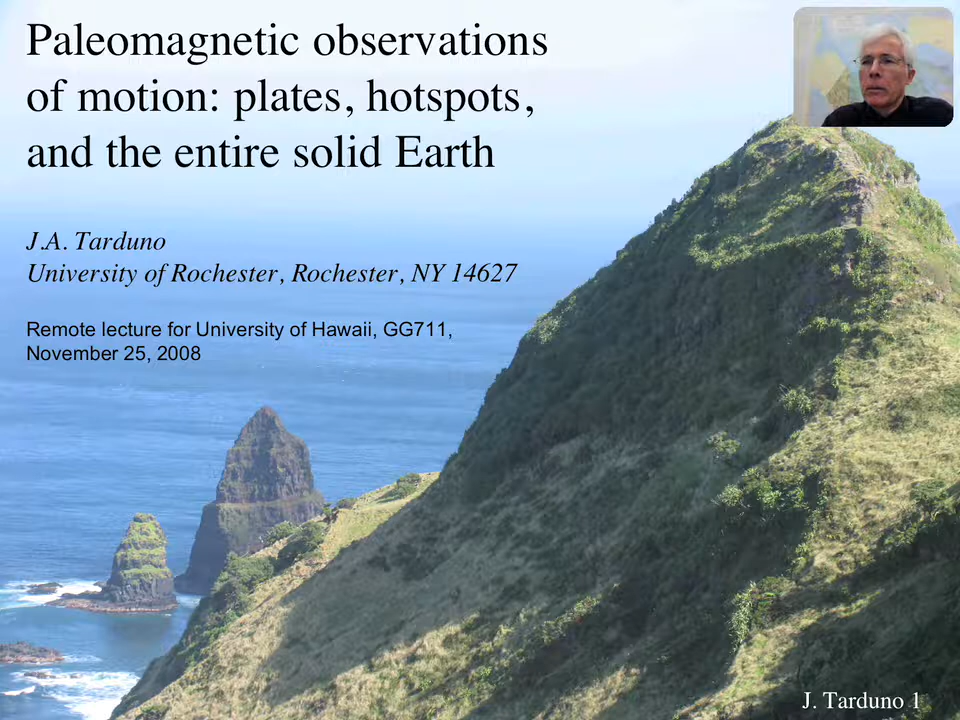 Paleomagnetic observations
of motion: plates, hotspots,
and the entire solid Earth
J.A. Tarduno
University of Rochester, Rochester, NY 14627
Remote lecture for University of Hawaii, GG711,
November 25, 2008
J. Tarduno 1